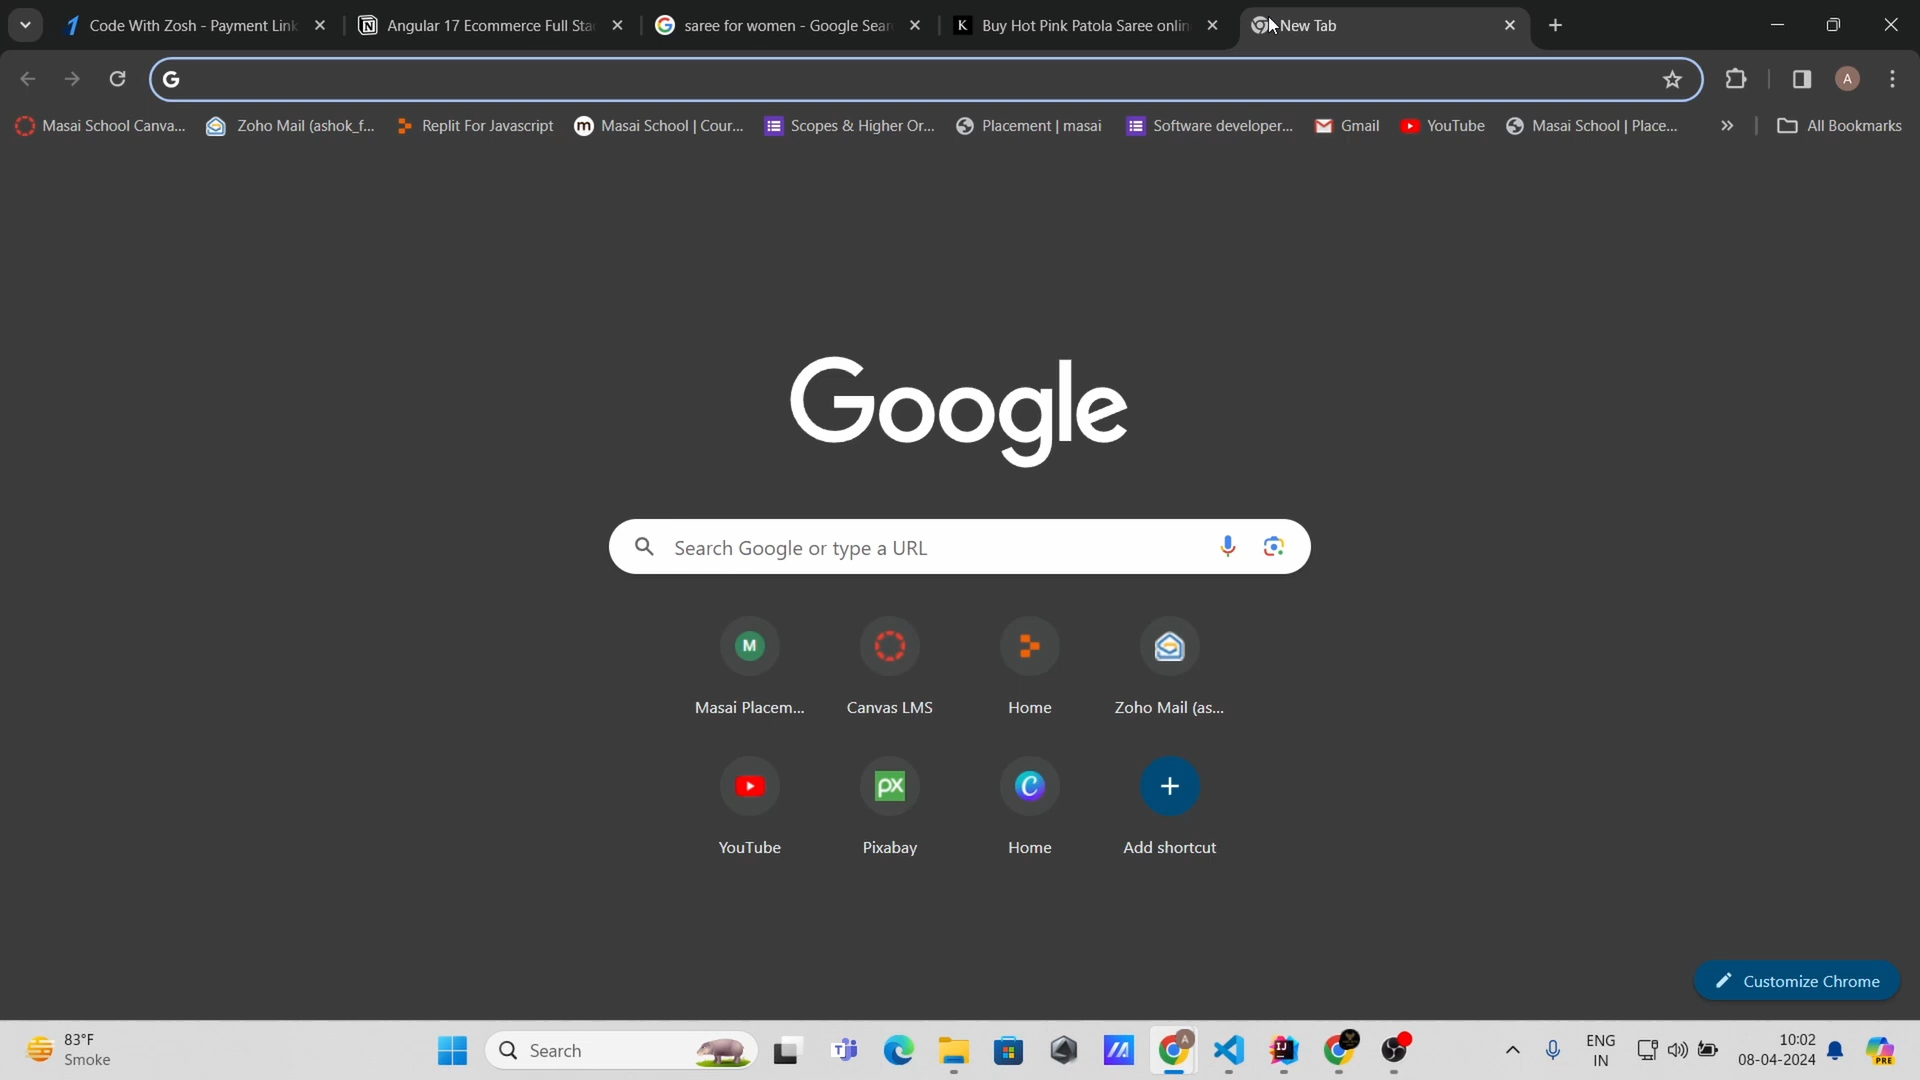 Code With Zosh - Payment Link
Angular 17 Ecommerce Full Sta
saree for women - Google Sear
K
Buy Hot Pink Patola Saree onlin
New Tab
A
Masai School Canva...
Zoho Mail (ashok_f...
Replit For Javascript
m
Masai School | Cour...
Scopes & Higher Or...
Placement | masai
Software developer...
Gmail
YouTube
Masai School | Place...
All Bookmarks
Google
Search Google or type a URL
M
Masai Placem...
Canvas LMS
Home
Zoho Mail (as...
YouTube
px
Pixabay
C
Home
Add shortcut
Customize Chrome
83°F
Smoke
Search
ENG
IN
10:02
08-04-2024
PRE